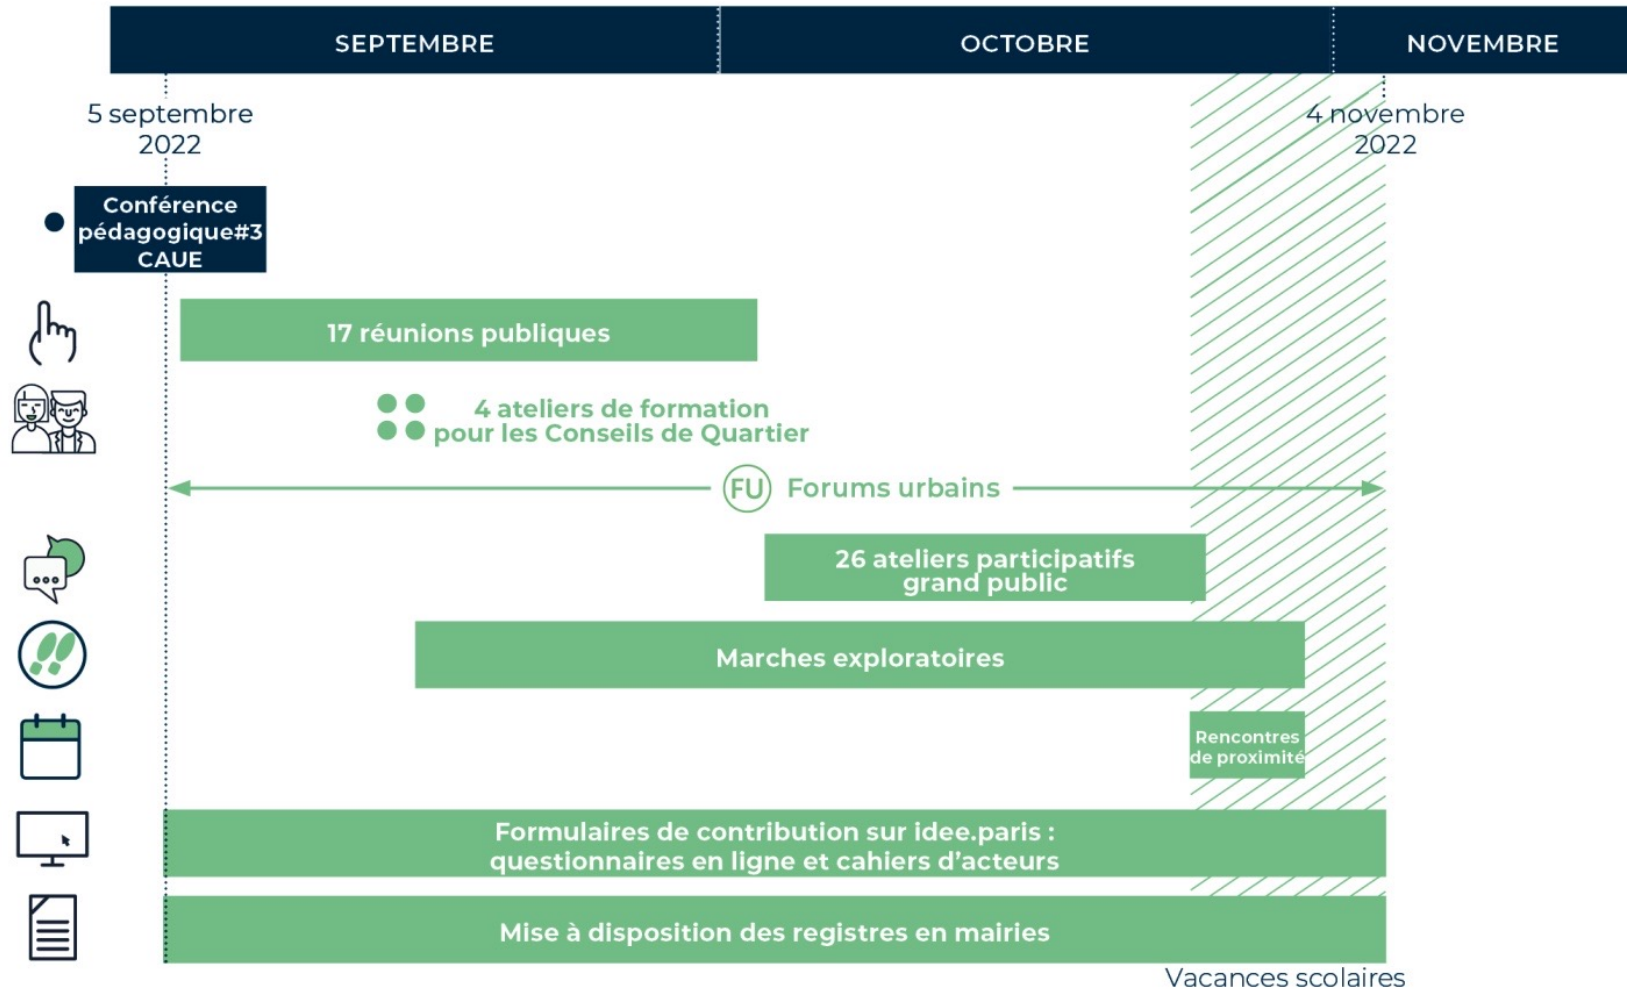 SEPTEMBRE
OCTOBRE
NOVEMBRE
5 septembre
2022
4 novembre
2022
Conférence
pédagogique#3
CAUE
17 réunions publiques
4 ateliers de formation
pour les Conseils de Quartier
FU Forums urbains
26 ateliers participatifs
grand public
Marches exploratoires
Rencontres
de proximité
Formulaires de contribution sur idee.paris :
questionnaires en ligne et cahiers d'acteurs
Mise à disposition des registres en mairies
Vacances scolaires